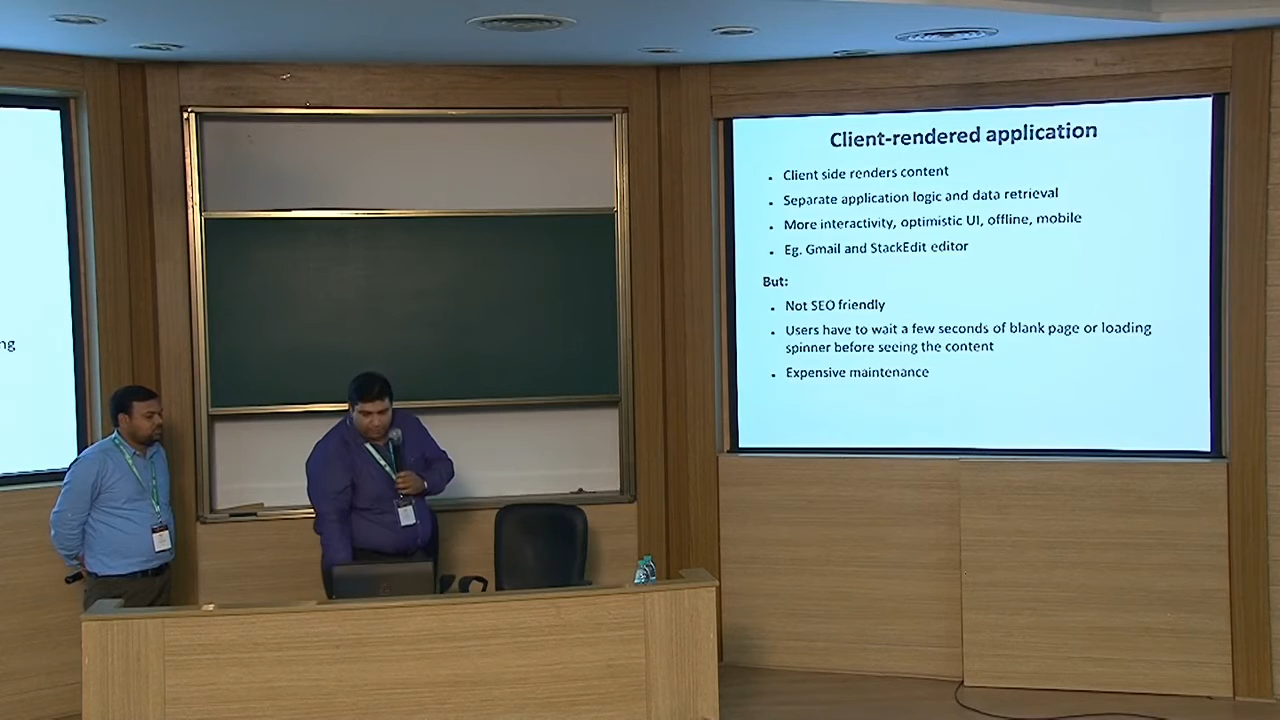 ng
Client-rendered application
• Client side renders content
• Separate application logic and data retrieval
• More interactivity, optimistic UI, offline, mobile
• Eg. Gmail and StackEdit editor
But:
• Not SEO friendly
• Users have to wait a few seconds of blank page or loading
spinner before seeing the content
• Expensive maintenance